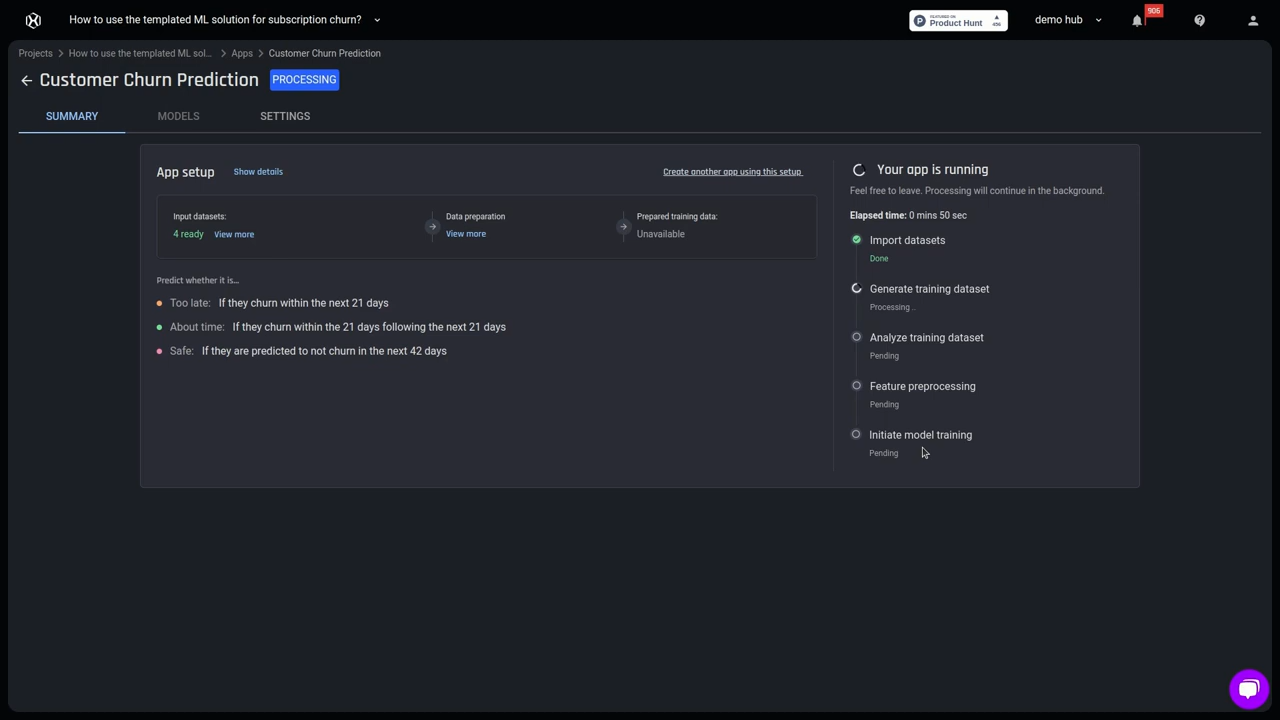 How to use the templated ML solution for subscription churn?
FEATURED ON
Product Hunt
456
demo hub
906
Projects
How to use the templated ML sol...
Apps
Customer Churn Prediction
Customer Churn Prediction
PROCESSING
SUMMARY
MODELS
SETTINGS
App setup
Show details
Create another app using this setup
Input datasets:
4 ready
View more
Data preparation
View more
Prepared training data:
Unavailable
Predict whether it is...
Too late: If they churn within the next 21 days
About time: If they churn within the 21 days following the next 21 days
Safe: If they are predicted to not churn in the next 42 days
Your app is running
Feel free to leave. Processing will continue in the background.
Elapsed time: 0 mins 50 sec
Import datasets
Done
Generate training dataset
Processing ..
Analyze training dataset
Pending
Feature preprocessing
Pending
Initiate model training
Pending